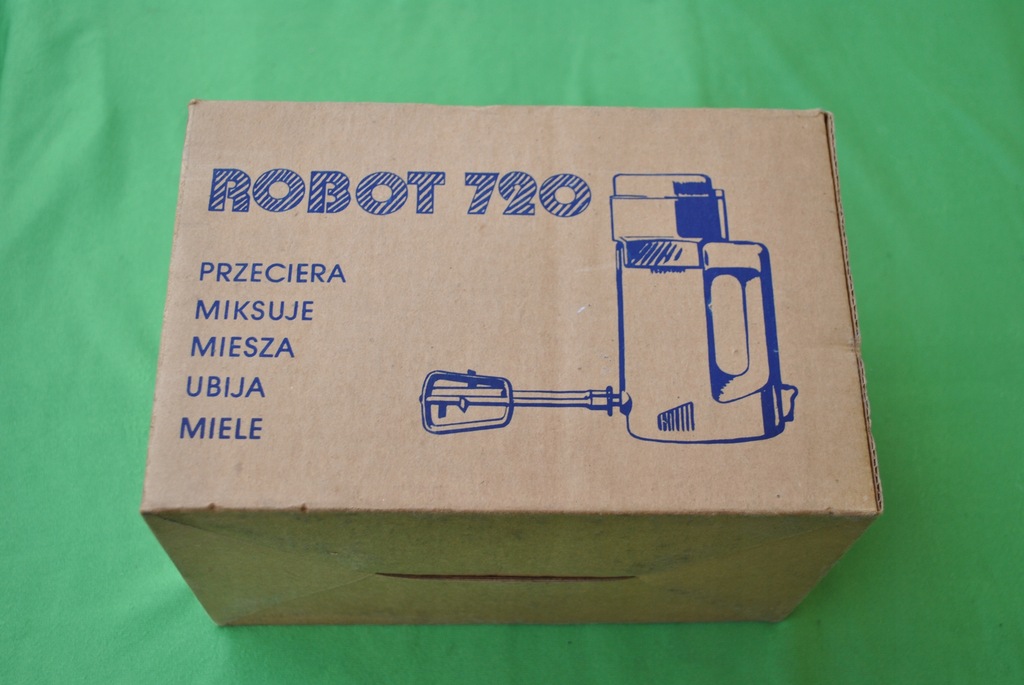 ROBOT 720
PRZECIERA
MIKSUJE
MIESZA
UBIJA
MIELE